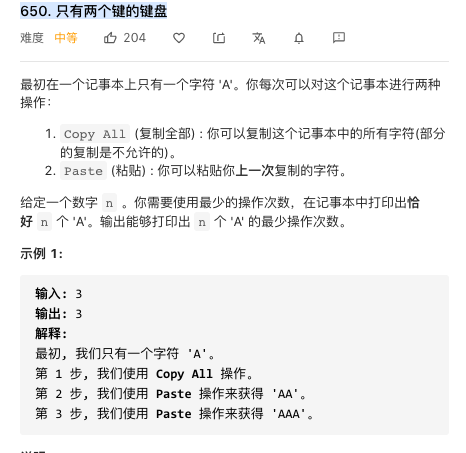 650. 只有两个键的键盘
难度 中等 204
最初在一个记事本上只有一个字符 'A'。你每次可以对这个记事本进行两种
操作：
1. Copy All (复制全部) : 你可以复制这个记事本中的所有字符(部分
的复制是不允许的)。
2. Paste (粘贴) : 你可以粘贴你上一次复制的字符。
给定一个数字 n 。你需要使用最少的操作次数，在记事本中打印出恰
好 n 个 'A'。输出能够打印出 n 个 'A' 的最少操作次数。
示例 1:
输入: 3
输出: 3
解释:
最初, 我们只有一个字符 'A'。
第 1 步, 我们使用 Copy All 操作。
第 2 步, 我们使用 Paste 操作来获得 'AA'。
第 3 步, 我们使用 Paste 操作来获得 'AAA'。